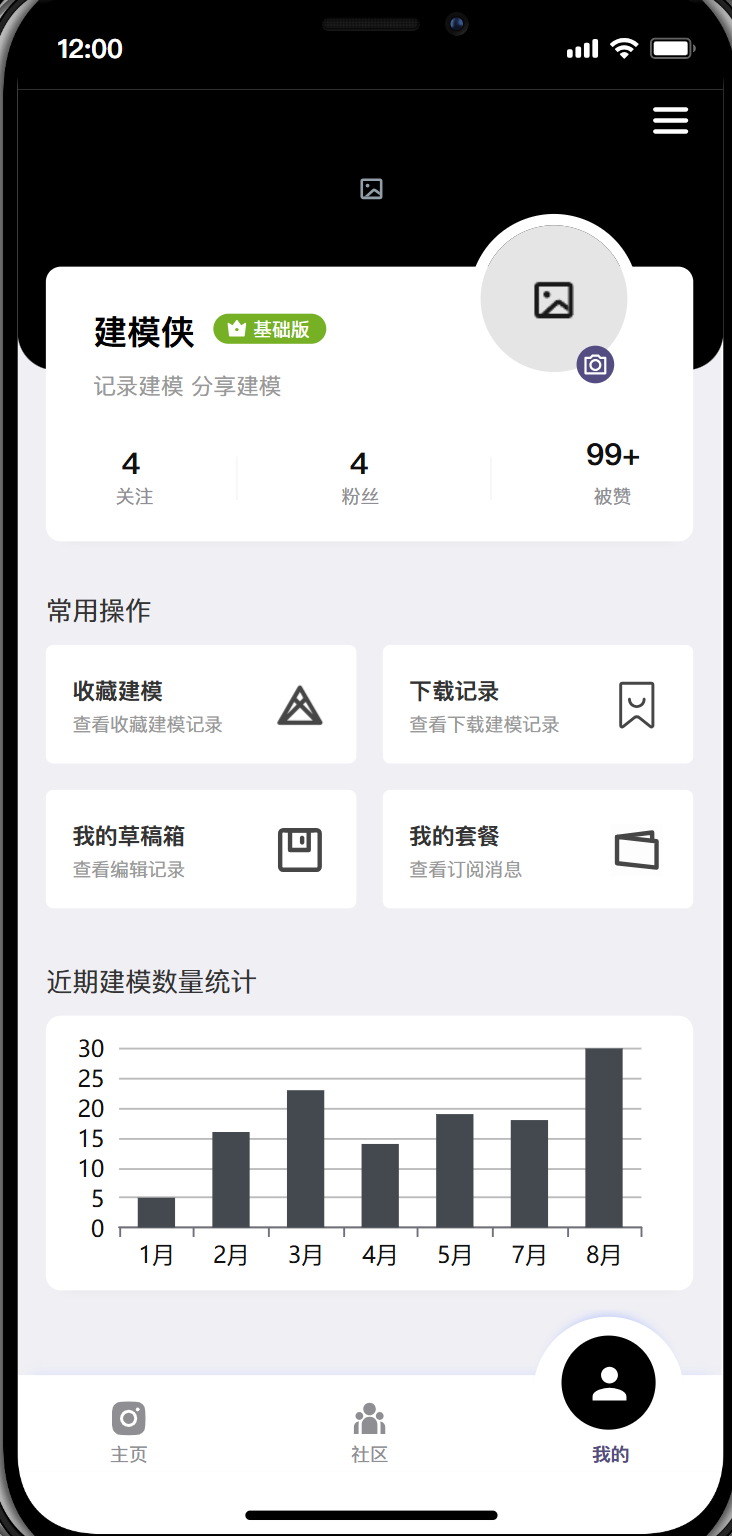 12:00
建模侠
基础版
记录建模 分享建模
4
4
99+
关注
粉丝
被赞
常用操作
收藏建模
查看收藏建模记录
下载记录
查看下载建模记录
我的草稿箱
查看编辑记录
我的套餐
查看订阅消息
近期建模数量统计
30
25
20
15
10
5
0
1月 2月 3月 4月 5月 7月 8月
主页
社区
我的